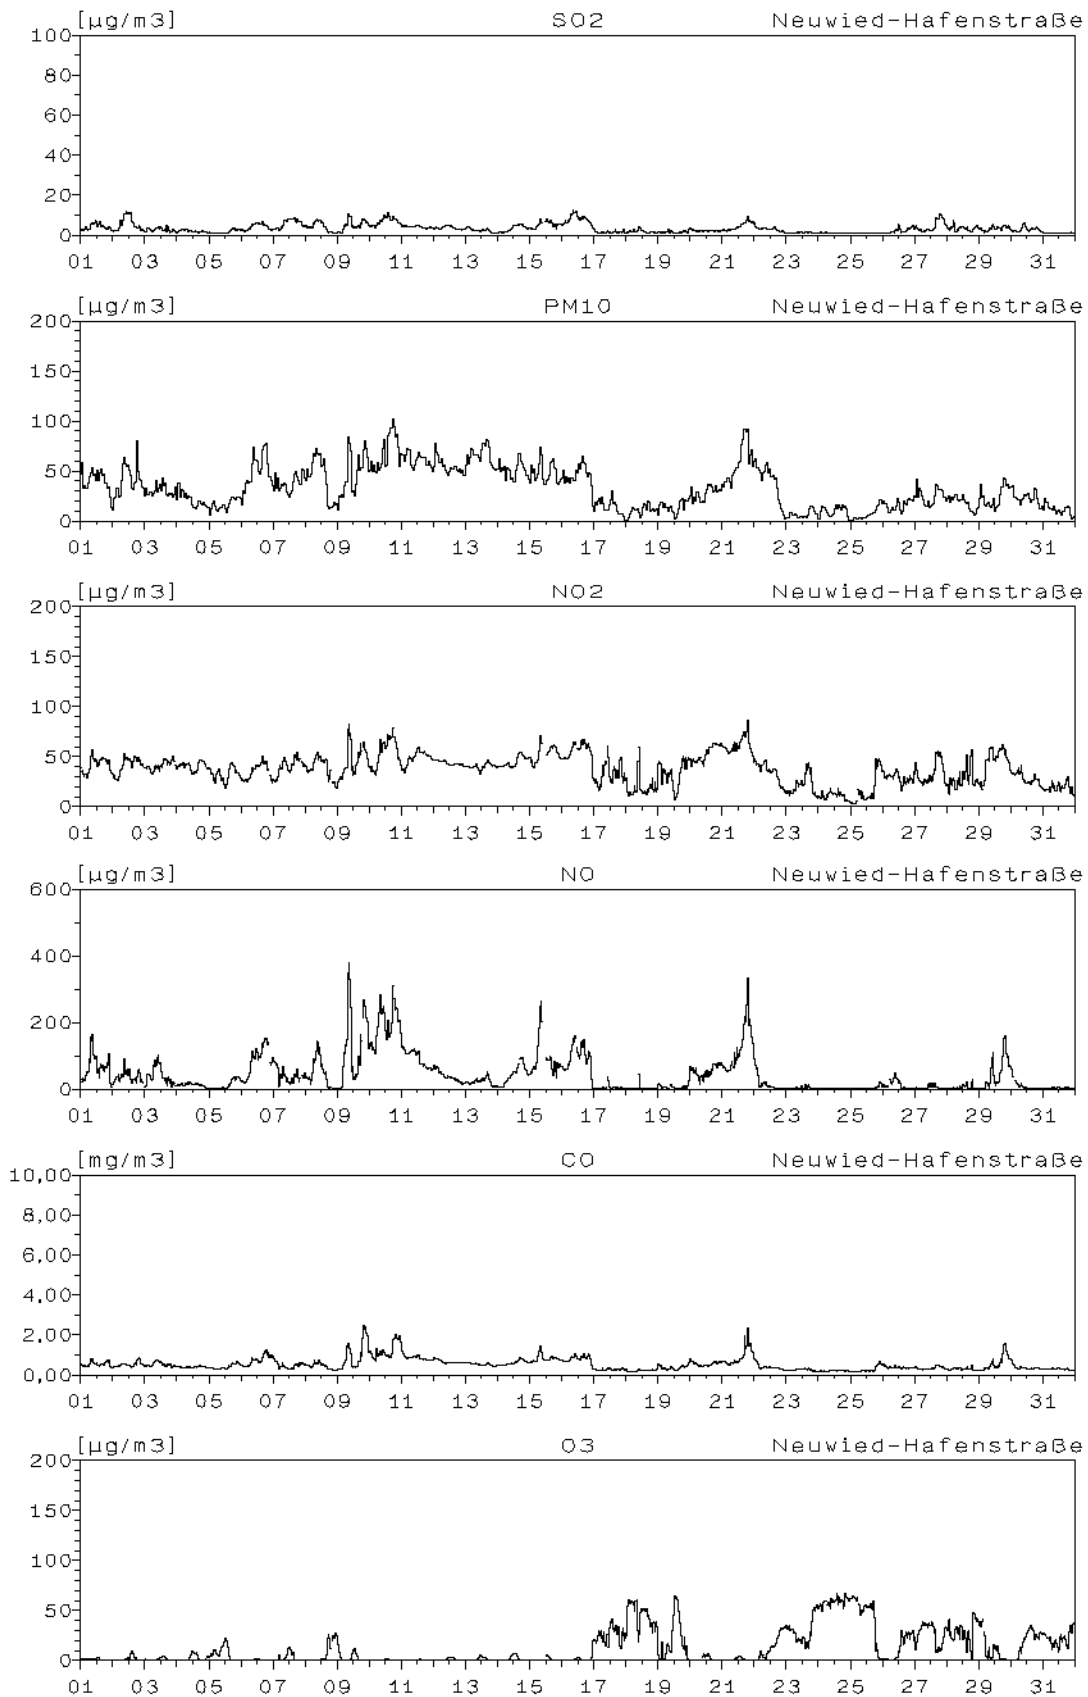 [µg/m3] SO2 Neuwied-Hafenstraße
100
80
60
40
20
0
01 03 05 07 09 11 13 15 17 19 21 23 25 27 29 31
[µg/m3] PM10 Neuwied-Hafenstraße
200
150
100
50
0
01 03 05 07 09 11 13 15 17 19 21 23 25 27 29 31
[µg/m3] NO2 Neuwied-Hafenstraße
200
150
100
50
0
01 03 05 07 09 11 13 15 17 19 21 23 25 27 29 31
[µg/m3] NO Neuwied-Hafenstraße
600
400
200
0
01 03 05 07 09 11 13 15 17 19 21 23 25 27 29 31
[mg/m3] CO Neuwied-Hafenstraße
10,00
8,00
6,00
4,00
2,00
0,00
01 03 05 07 09 11 13 15 17 19 21 23 25 27 29 31
[µg/m3] O3 Neuwied-Hafenstraße
200
150
100
50
0
01 03 05 07 09 11 13 15 17 19 21 23 25 27 29 31